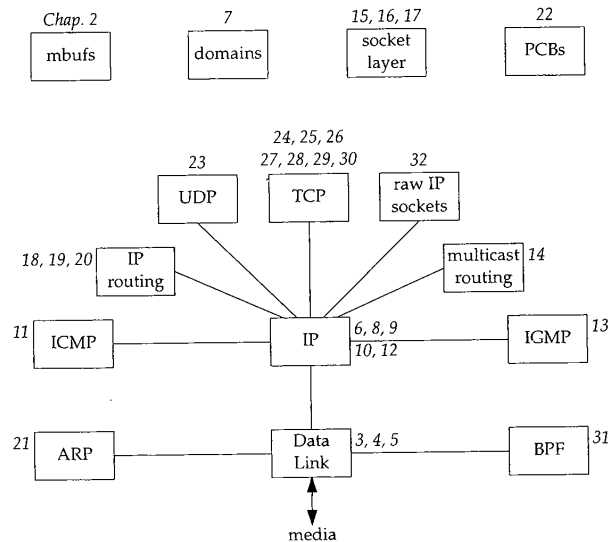 Chap. 2
7
15, 16, 17
22
mbufs
domains
socket
layer
PCBs
24, 25, 26
23
27, 28, 29, 30
32
UDP
TCP
raw IP
sockets
18, 19, 20
IP
routing
multicast
routing
14
11
ICMP
IP
6, 8, 9
10, 12
IGMP
13
21
ARP
Data
Link
3, 4, 5
BPF
31
media